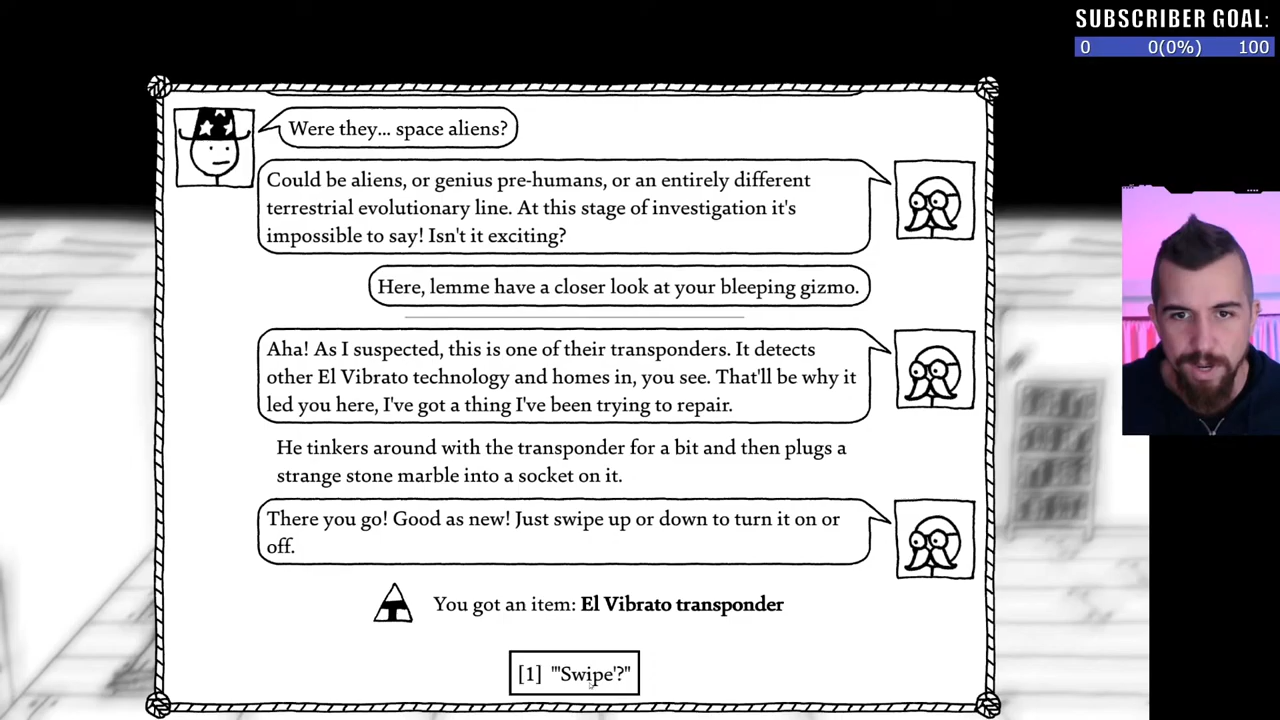 SUBSCRIBER GOAL:
0 0(0%) 100
Were they... space aliens?
Could be aliens, or genius pre-humans, or an entirely different
terrestrial evolutionary line. At this stage of investigation it's
impossible to say! Isn't it exciting?
Here, lemme have a closer look at your bleeping gizmo.
Aha! As I suspected, this is one of their transponders. It detects
other El Vibrato technology and homes in, you see. That'll be why it
led you here, I've got a thing I've been trying to repair.
He tinkers around with the transponder for a bit and then plugs a
strange stone marble into a socket on it.
There you go! Good as new! Just swipe up or down to turn it on or
off.
You got an item: El Vibrato transponder
[1] "'Swipe'?"